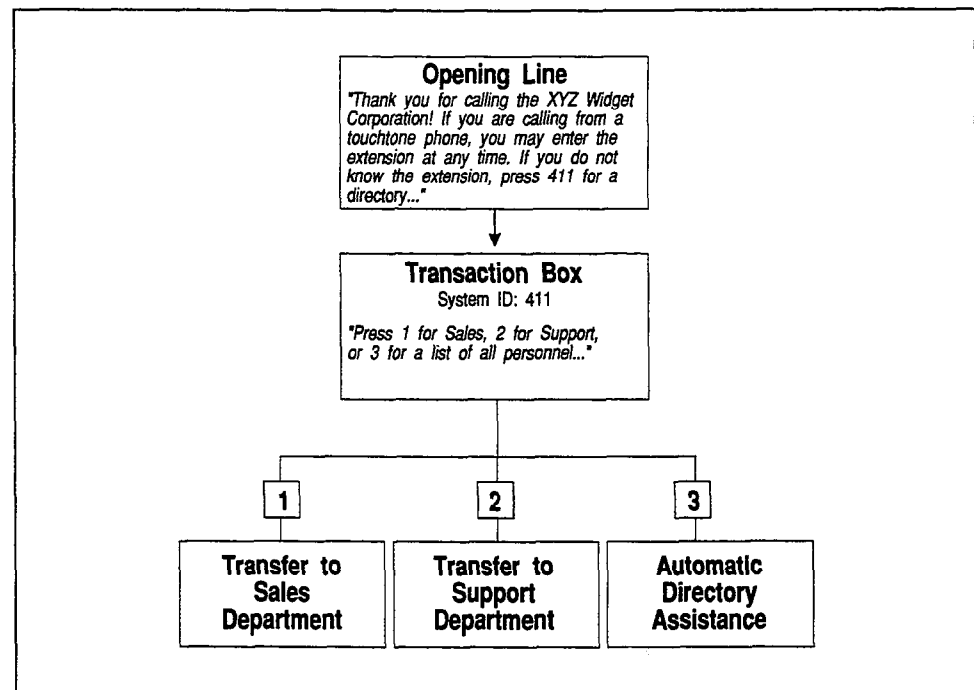 Opening Line
"Thank you for calling the XYZ Widget
Corporation! If you are calling from a
touchtone phone, you may enter the
extension at any time. If you do not
know the extension, press 411 for a
directory..."
Transaction Box
System ID: 411
"Press 1 for Sales, 2 for Support,
or 3 for a list of all personnel..."
1
2
3
Transfer to
Sales
Department
Transfer to
Support
Department
Automatic
Directory
Assistance